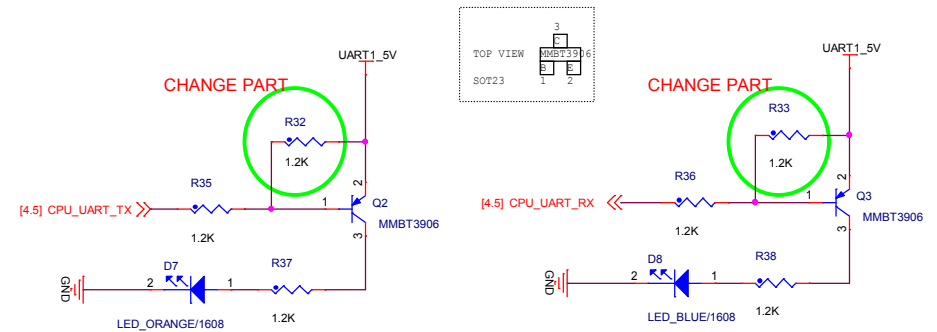 3
C
TOP VIEW MMBT3906
B E
SOT23 1 2
UART1_5V
CHANGE PART
R32
1.2K
2
R35
[4.5] CPU_UART_TX
1
Q2
MMBT3906
1.2K
3
D7
R37
GND
2
1
LED_ORANGE/1608
1.2K
UART1_5V
CHANGE PART
R33
1.2K
2
R36
[4.5] CPU_UART_RX
1
Q3
MMBT3906
1.2K
3
D8
R38
GND
2
1
LED_BLUE/1608
1.2K